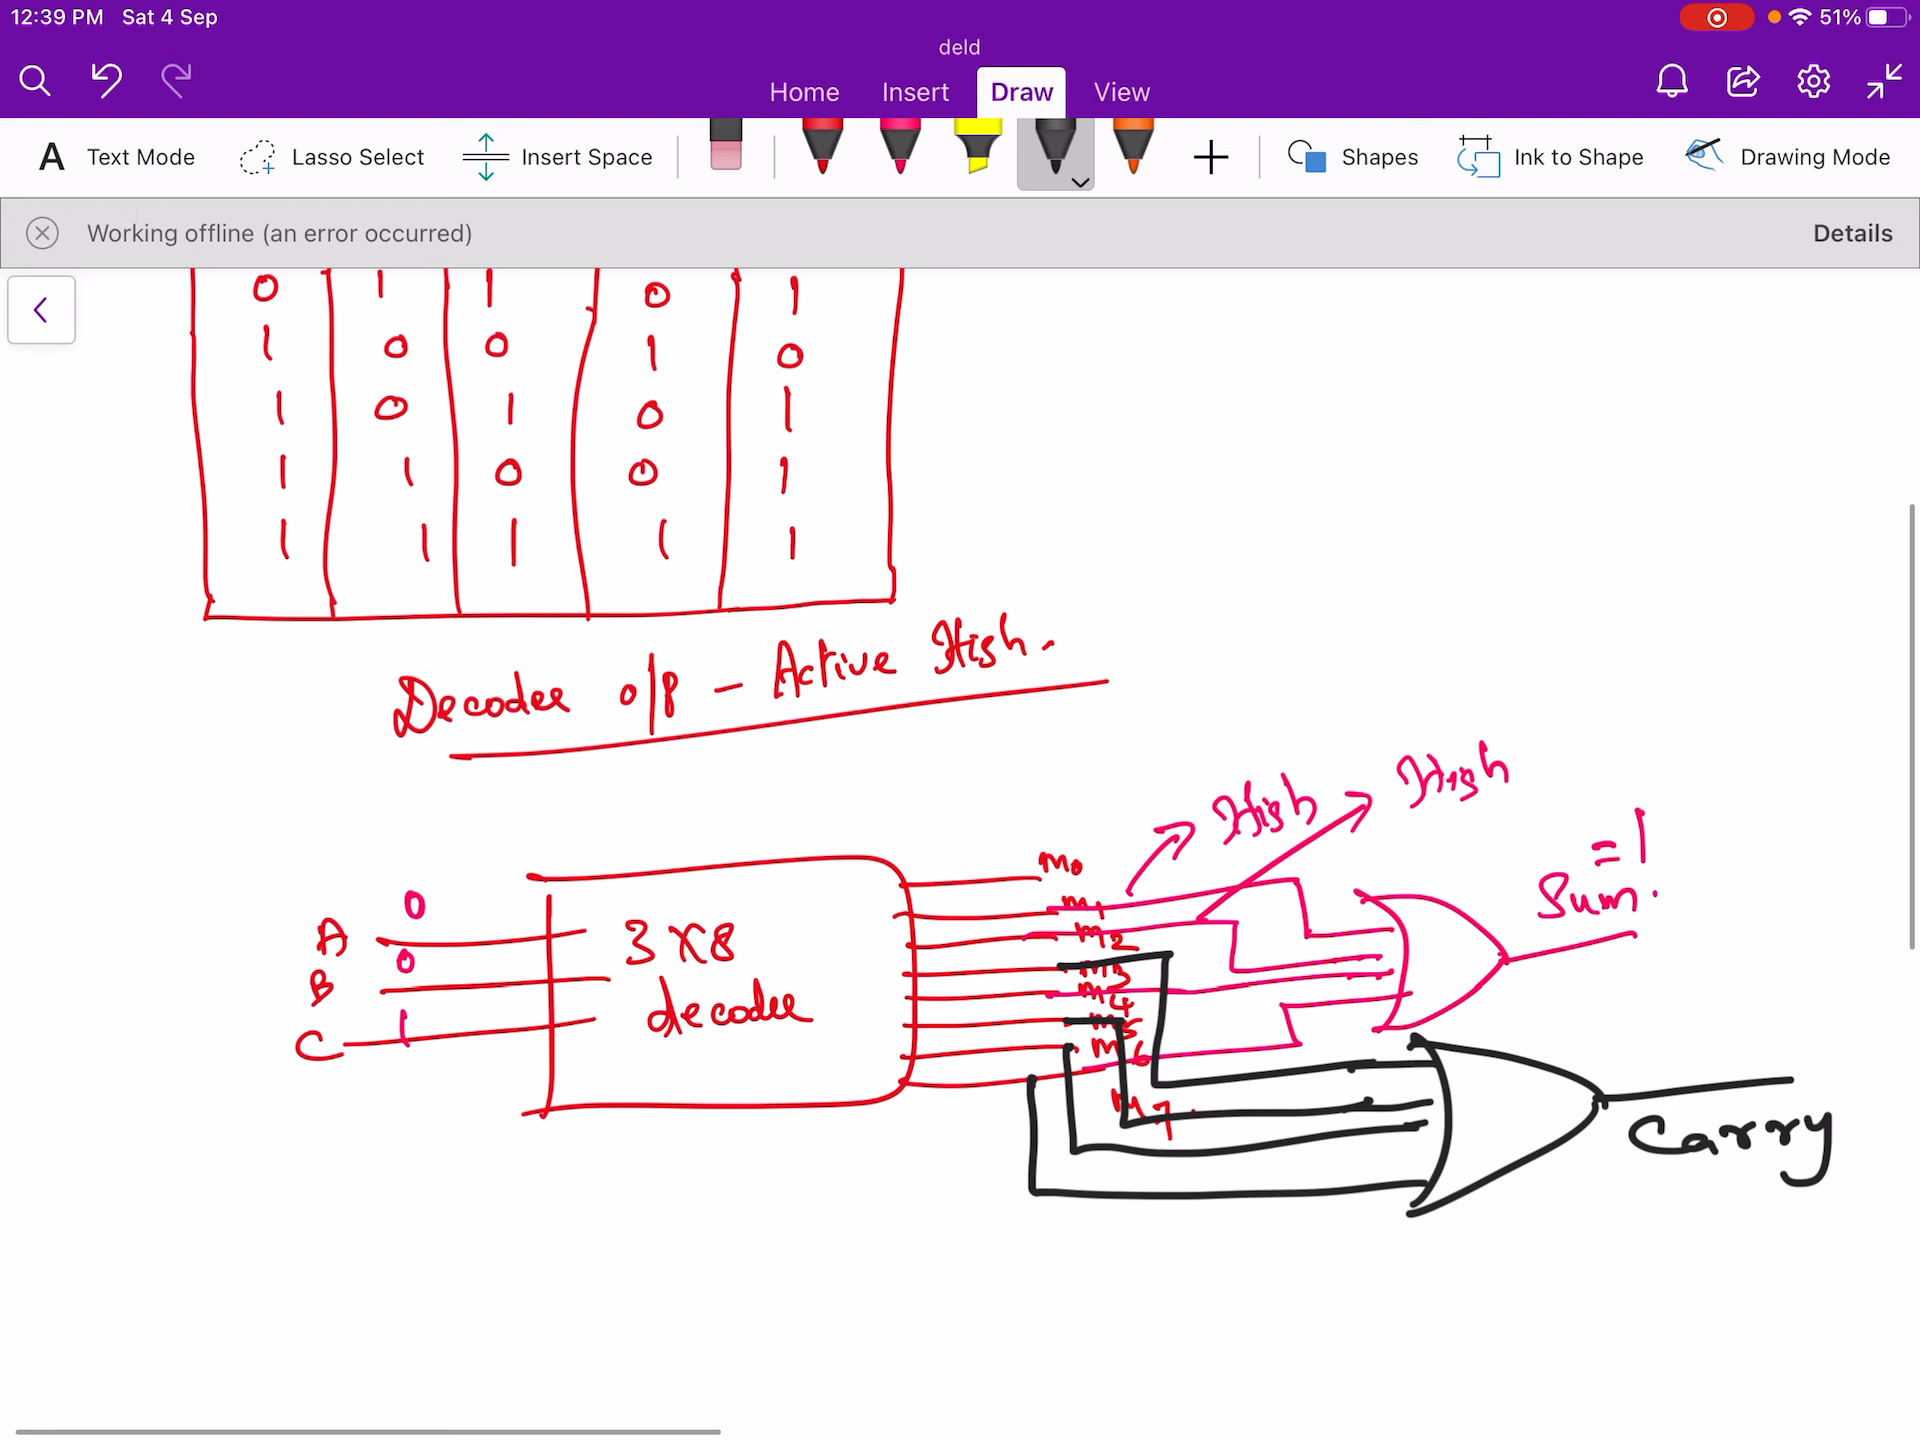 12:39 PM Sat 4 Sep 51%
deld
Home Insert Draw View
A Text Mode Lasso Select Insert Space Shapes Ink to Shape Drawing Mode
Working offline (an error occurred) Details
0 1 1 0 1
1 0 0 1 0
1 0 1 0 1
1 1 0 0 1
1 1 1 1 1
Decoder o/p - Active High.
High High
= 1
Sum.
A 0
B 0
C 1
3X8
decoder
m0
m1
m2
m3
m4
m5
m6
m7
Carry